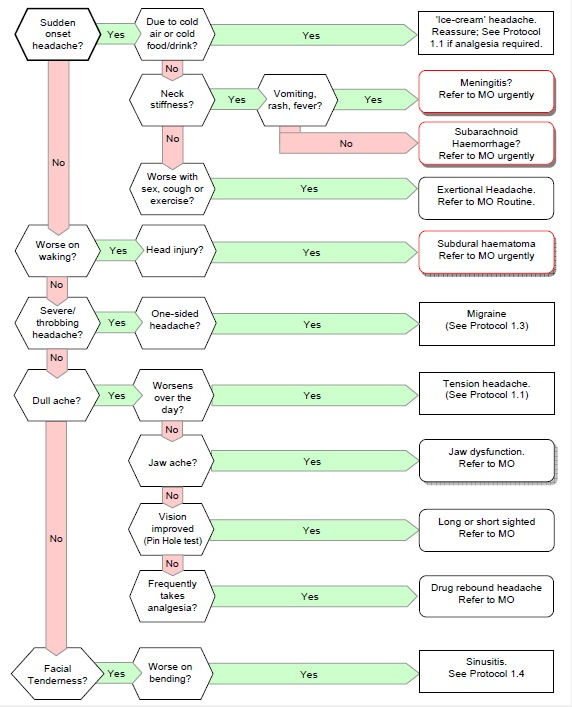 Sudden
onset
headache?
Yes
Due to cold
air or cold
food/drink?
Yes
'Ice-cream' headache.
Reassure; See Protocol
1.1 if analgesia required.
No
Neck
stiffness?
Yes
Vomiting,
rash, fever?
Yes
Meningitis?
Refer to MO urgently
No
Subarachnoid
Haemorrhage?
Refer to MO urgently
No
No
Worse with
sex, cough or
exercise?
Yes
Exertional Headache.
Refer to MO Routine.
Worse on
waking?
Yes
Head injury?
Yes
Subdural haematoma
Refer to MO urgently
No
Severe/
throbbing
headache?
Yes
One-sided
headache?
Yes
Migraine
(See Protocol 1.3)
No
Dull ache?
Yes
Worsens
over the
day?
Yes
Tension headache.
(See Protocol 1.1)
No
Jaw ache?
Yes
Jaw dysfunction.
Refer to MO
No
Vision
improved
(Pin Hole test)
Yes
Long or short sighted
Refer to MO
No
No
Frequently
takes
analgesia?
Yes
Drug rebound headache
Refer to MO
Facial
Tenderness?
Yes
Worse on
bending?
Yes
Sinusitis.
See Protocol 1.4